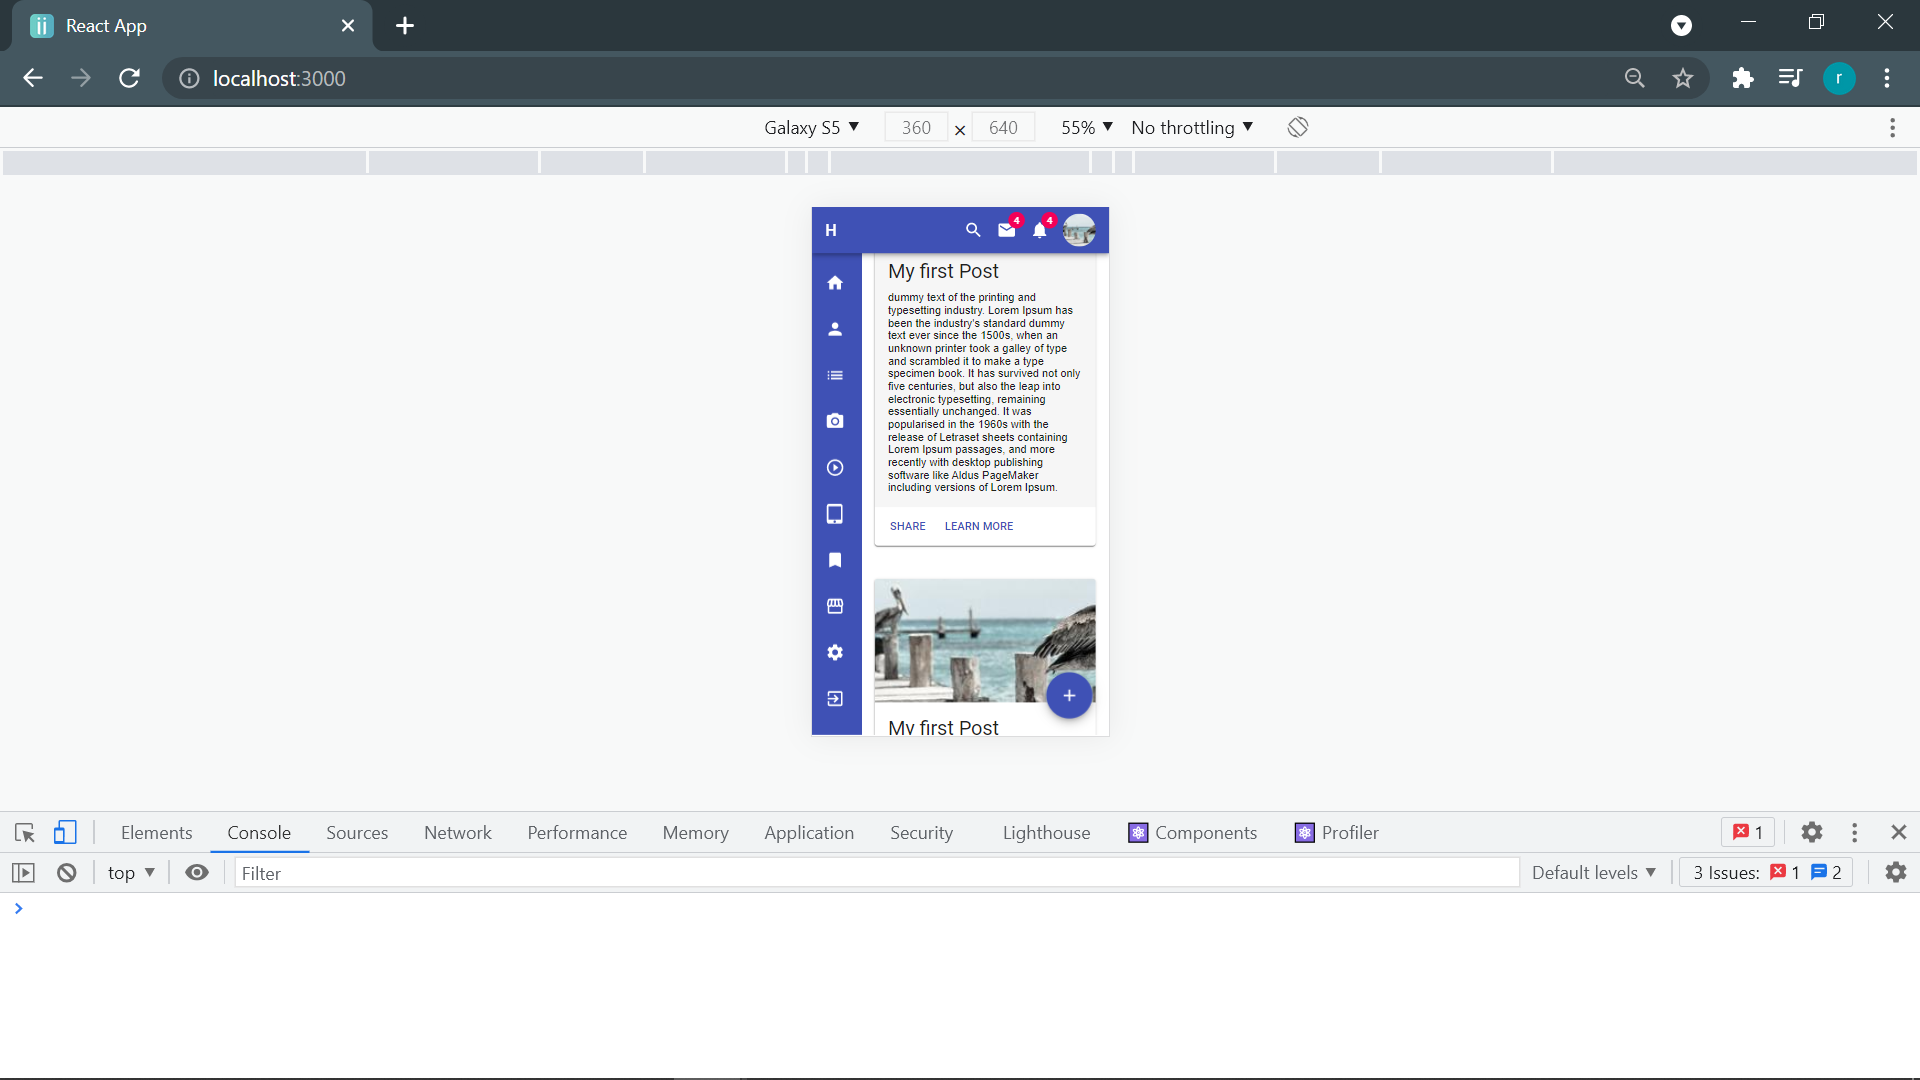 React App
localhost:3000
r
Galaxy S5 ▼ 360 × 640 55% ▼ No throttling ▼
H 4 4
My first Post
dummy text of the printing and
typesetting industry. Lorem Ipsum has
been the industry's standard dummy
text ever since the 1500s, when an
unknown printer took a galley of type
and scrambled it to make a type
specimen book. It has survived not only
five centuries, but also the leap into
electronic typesetting, remaining
essentially unchanged. It was
popularised in the 1960s with the
release of Letraset sheets containing
Lorem Ipsum passages, and more
recently with desktop publishing
software like Aldus PageMaker
including versions of Lorem Ipsum.
SHARE LEARN MORE
My first Post
Elements Console Sources Network Performance Memory Application Security Lighthouse Components Profiler 1
top ▼ Filter Default levels ▼ 3 Issues: 1 2